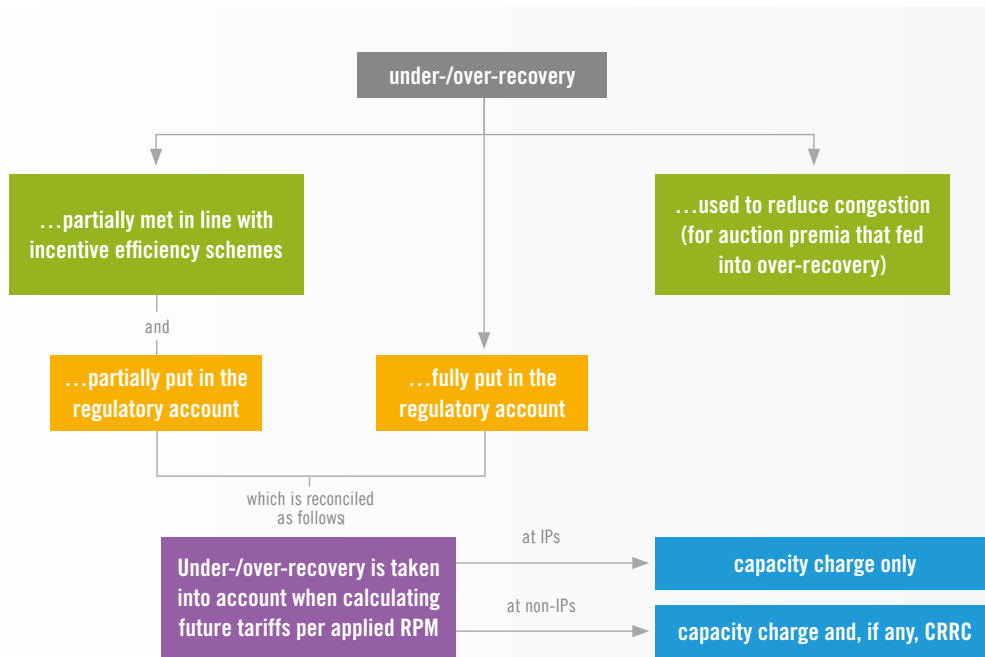 under-/over-recovery
…partially met in line with
incentive efficiency schemes
…used to reduce congestion
(for auction premia that fed
into over-recovery)
and
…partially put in the
regulatory account
…fully put in the
regulatory account
which is reconciled
as follows:
Under-/over-recovery is taken
into account when calculating
future tariffs per applied RPM
at IPs
capacity charge only
at non-IPs
capacity charge and, if any, CRRC